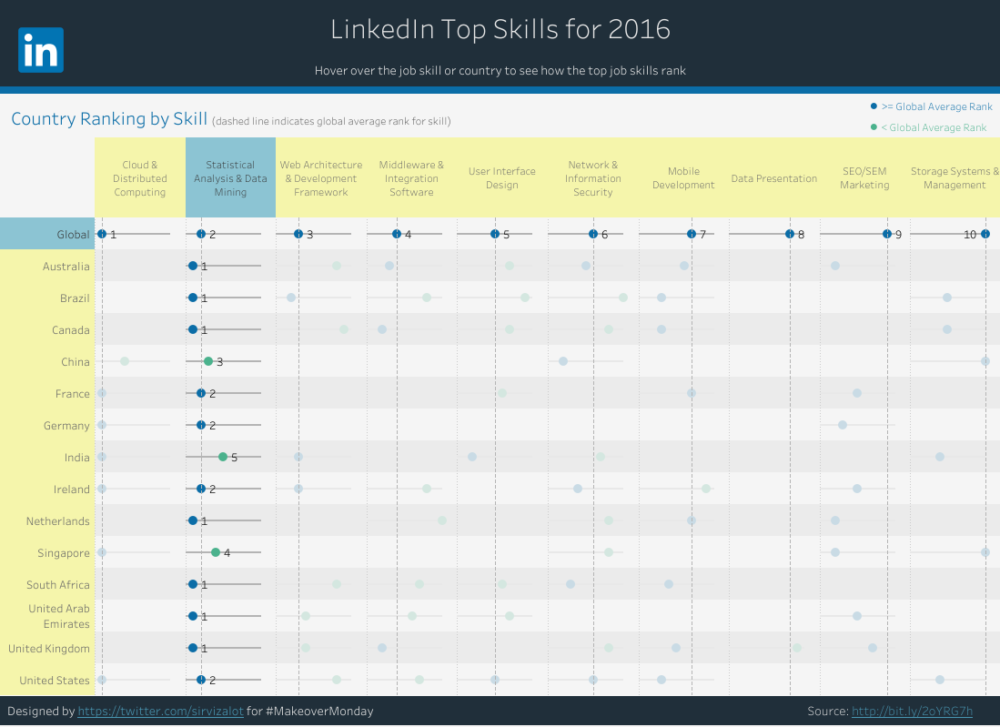 in
LinkedIn Top Skills for 2016
Hover over the job skill or country to see how the top job skills rank
Country Ranking by Skill (dashed line indicates global average rank for skill)
>= Global Average Rank
< Global Average Rank
Cloud &
Distributed
Computing
Statistical
Analysis & Data
Mining
Web Architecture
& Development
Framework
Middleware &
Integration
Software
User Interface
Design
Network &
Information
Security
Mobile
Development
Data Presentation
SEO/SEM
Marketing
Storage Systems &
Management
Global 1 2 3 4 5 6 7 8 9 10
Australia 1
Brazil 1
Canada 1
China 3
France 2
Germany 2
India 5
Ireland 2
Netherlands 1
Singapore 4
South Africa 1
United Arab
Emirates 1
United Kingdom 1
United States 2
Designed by https://twitter.com/sirvizalot for #MakeoverMonday
Source: http://bit.ly/2oYRG7h